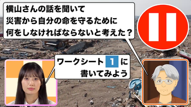 横山さんの話を聞いて
災害から自分の命を守るために
何をしなければならないと考えた？
ワークシート 1 に
書いてみよう